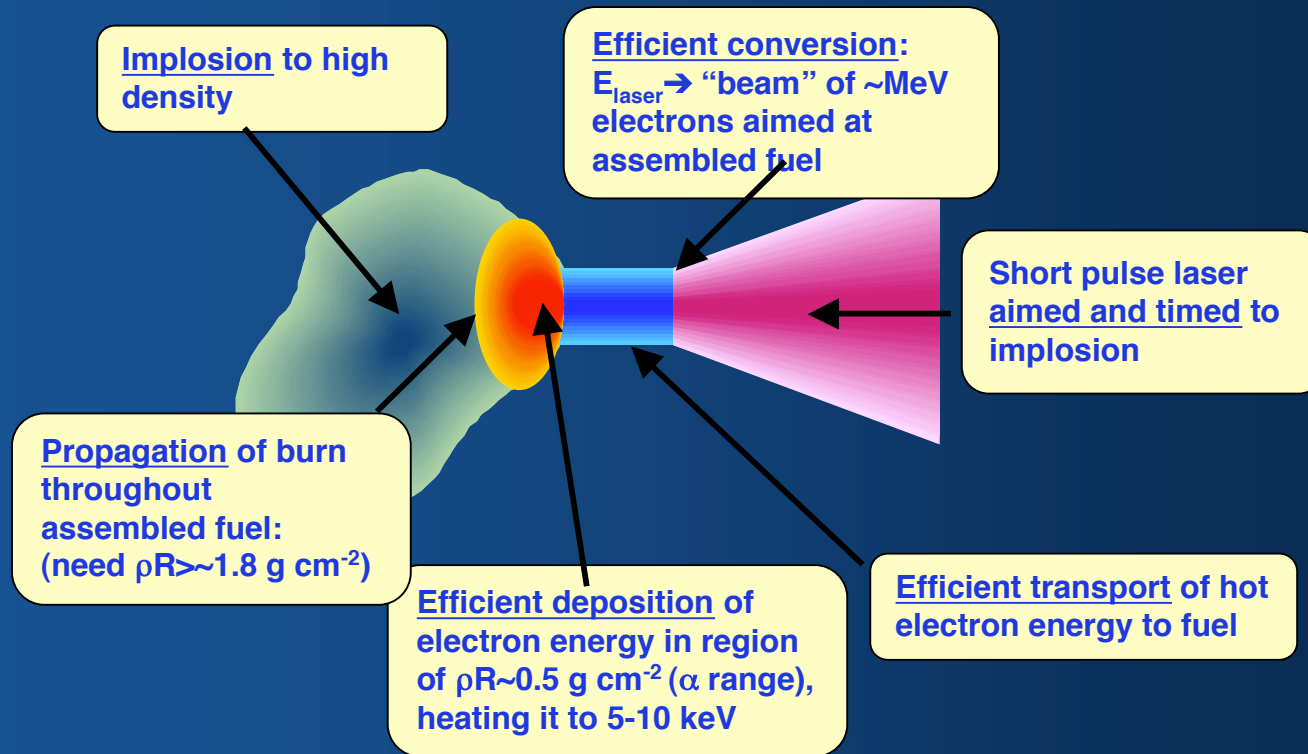 Implosion to high
density
Efficient conversion:
E_laser➔ “beam” of ~MeV
electrons aimed at
assembled fuel
Short pulse laser
aimed and timed to
implosion
Propagation of burn
throughout
assembled fuel:
(need ρR>~1.8 g cm⁻²)
Efficient deposition of
electron energy in region
of ρR~0.5 g cm⁻² (α range),
heating it to 5-10 keV
Efficient transport of hot
electron energy to fuel